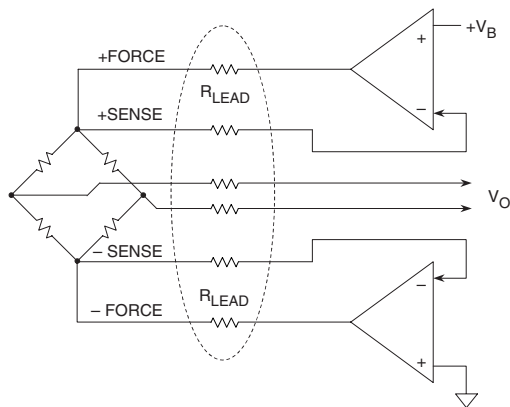 +FORCE
+
+V_B
R_LEAD
+SENSE
–
V_O
– SENSE
R_LEAD
–
– FORCE
+